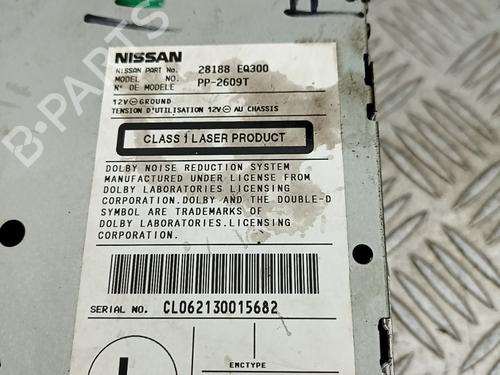 NISSAN
NISSAN PART No. 28188 EQ300
MODEL NO. PP-2609T
N° DE MODÈLE
12V⊖GROUND
TENSION D'UTILISATION 12V⊖ AU CHASSIS
CLASS 1 LASER PRODUCT
DOLBY NOISE REDUCTION SYSTEM
MANUFACTURED UNDER LICENSE FROM
DOLBY LABORATORIES LICENSING
CORPORATION.DOLBY AND THE DOUBLE-D
SYMBOL ARE TRADEMARKS OF
DOLBY LABORATORIES.LICENSING
CORPORATION.
SERIAL NO. CL062130015682
EMCTYPE
B-PARTS